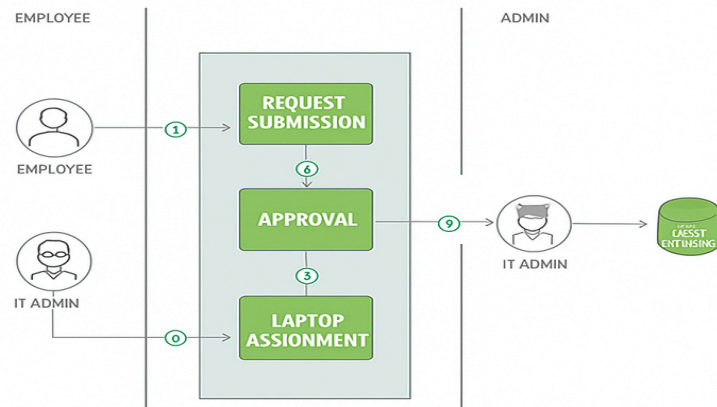 EMPLOYEE
ADMIN
REQUEST
SUBMISSION
1
EMPLOYEE
6
APPROVAL
9
IT ADMIN
CAESST
ENTINSING
3
IT ADMIN
LAPTOP
ASSIONMENT
0